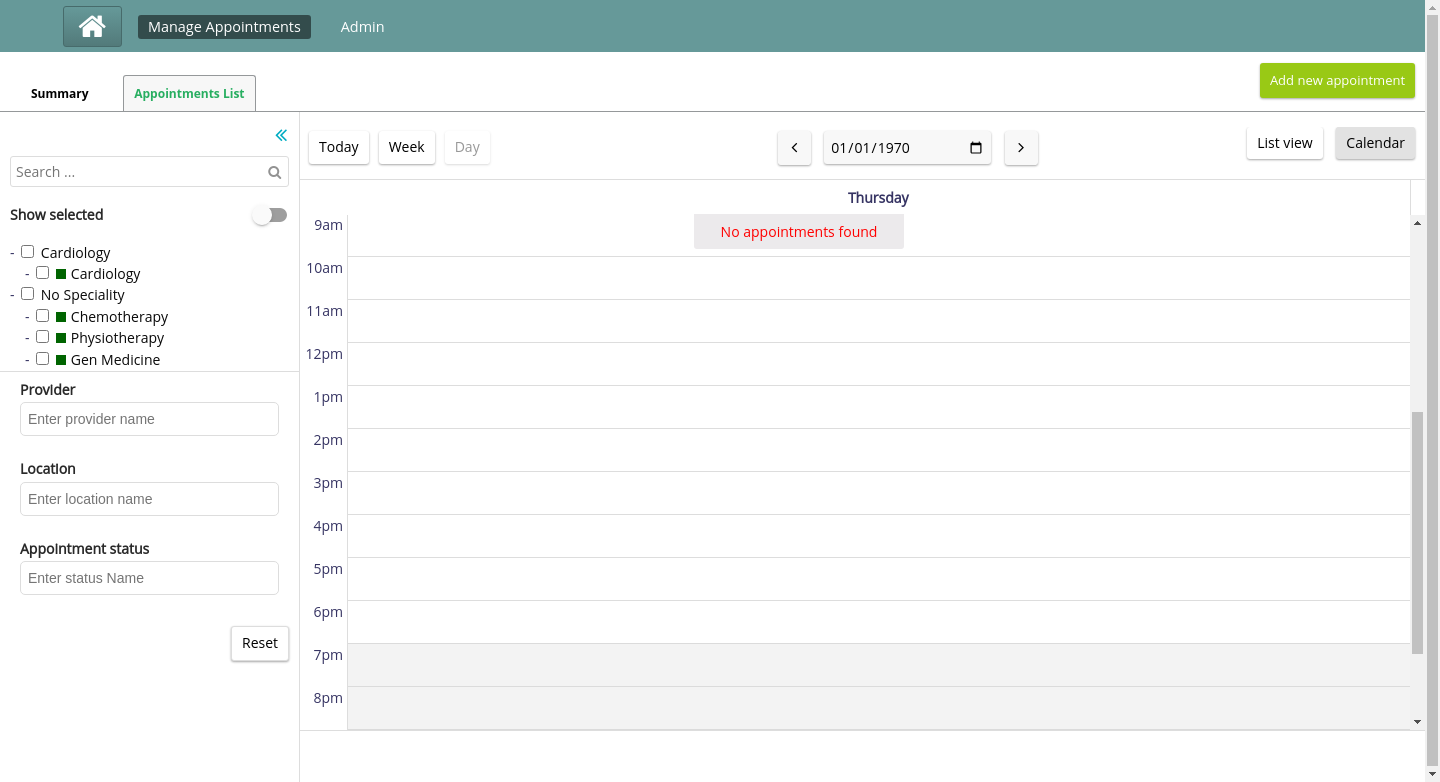 Manage Appointments
Admin
Summary
Appointments List
Add new appointment
Search ...
Show selected
- Cardiology
- Cardiology
- No Speciality
- Chemotherapy
- Physiotherapy
- Gen Medicine
Provider
Enter provider name
Location
Enter location name
Appointment status
Enter status Name
Reset
Today
Week
Day
01/01/1970
List view
Calendar
Thursday
9am
No appointments found
10am
11am
12pm
1pm
2pm
3pm
4pm
5pm
6pm
7pm
8pm